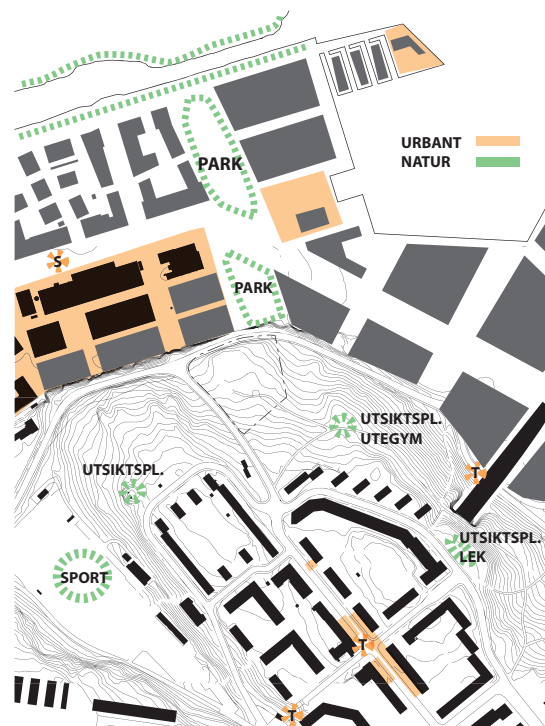 URBANT
NATUR
PARK
S
PARK
UTSIKTSPL.
UTEGYM
UTSIKTSPL.
T
UTSIKTSPL.
LEK
SPORT
T
T